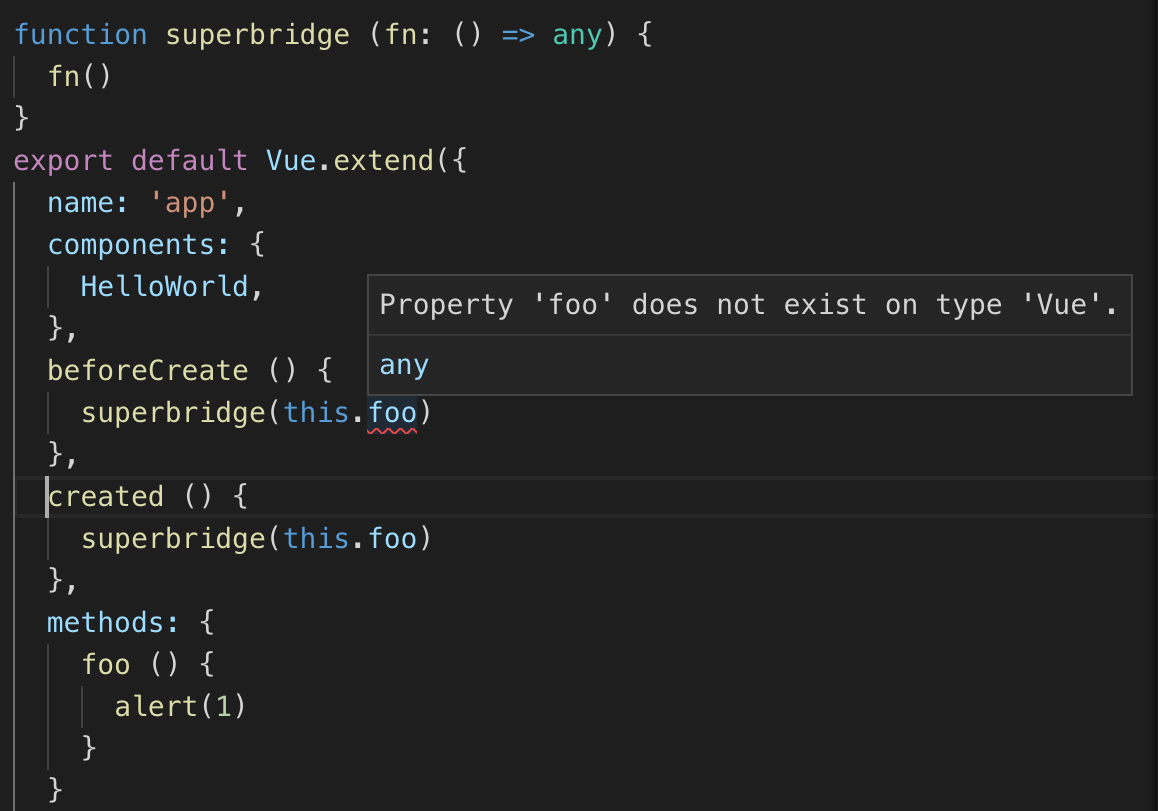 function superbridge (fn: () => any) {
  fn()
}
export default Vue.extend({
  name: 'app',
  components: {
    HelloWorld,
  },
Property 'foo' does not exist on type 'Vue'.
any
  beforeCreate () {
    superbridge(this.foo)
  },
  created () {
    superbridge(this.foo)
  },
  methods: {
    foo () {
      alert(1)
    }
  }